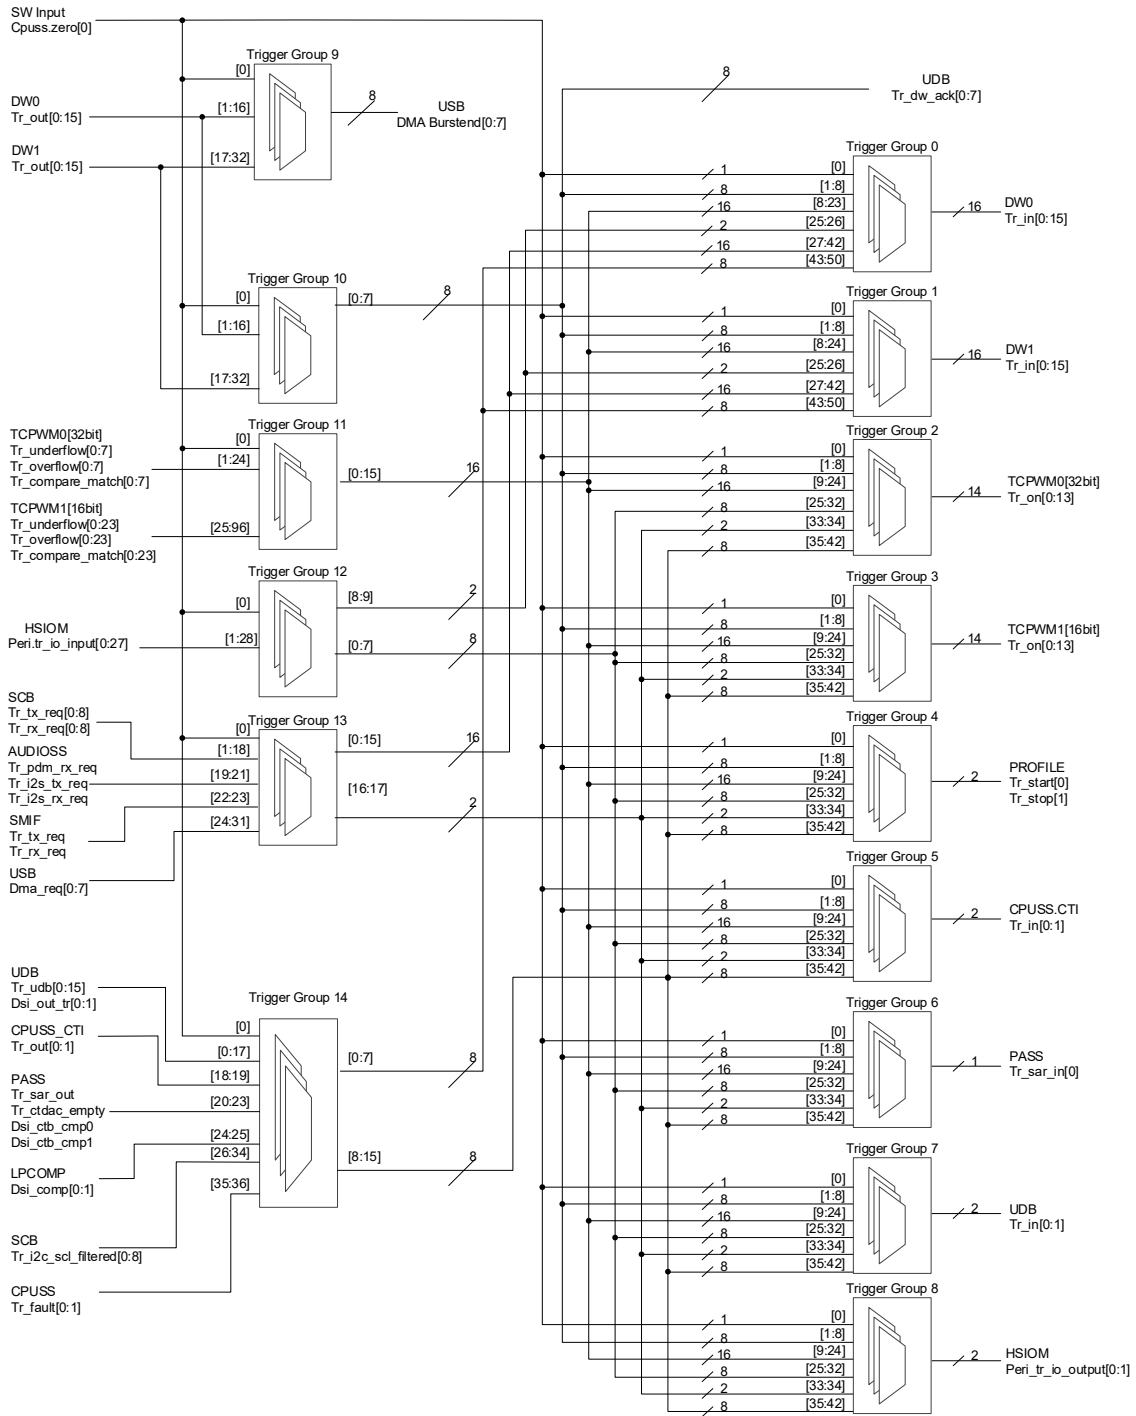 SW Input
Cpuss.zero[0]
Trigger Group 9
[0]
DW0
Tr_out[0:15]
[1:16]
8
USB
DMA Burstend[0:7]
DW1
Tr_out[0:15]
[17:32]
8
UDB
Tr_dw_ack[0:7]
Trigger Group 10
[0]
[0:7]
8
[1:16]
[17:32]
Trigger Group 11
TCPWM0[32bit]
Tr_underflow[0:7]
Tr_overflow[0:7]
Tr_compare_match[0:7]
[0]
[1:24]
[0:15]
16
TCPWM1[16bit]
Tr_underflow[0:23]
Tr_overflow[0:23]
Tr_compare_match[0:23]
[25:96]
Trigger Group 12
[0]
[8:9]
2
HSIOM
Peri.tr_io_input[0:27]
[1:28]
[0:7]
8
SCB
Tr_tx_req[0:8]
Tr_rx_req[0:8]
Trigger Group 13
[0]
[0:15]
16
[1:18]
AUDIOSS
Tr_pdm_rx_req
Tr_i2s_tx_req
Tr_i2s_rx_req
[19:21]
[16:17]
2
[22:23]
SMIF
Tr_tx_req
Tr_rx_req
[24:31]
USB
Dma_req[0:7]
UDB
Tr_udb[0:15]
Dsi_out_tr[0:1]
Trigger Group 14
[0]
CPUSS_CTI
Tr_out[0:1]
[0:17]
[0:7]
8
[18:19]
PASS
Tr_sar_out
Tr_ctdac_empty
Dsi_ctb_cmp0
Dsi_ctb_cmp1
[20:23]
[24:25]
[26:34]
[8:15]
8
LPCOMP
Dsi_comp[0:1]
[35:36]
SCB
Tr_i2c_scl_filtered[0:8]
CPUSS
Tr_fault[0:1]
Trigger Group 0
1 [0]
8 [1:8]
16 [8:23]
2 [25:26]
16 [27:42]
8 [43:50]
16
DW0
Tr_in[0:15]
Trigger Group 1
1 [0]
8 [1:8]
16 [8:24]
2 [25:26]
16 [27:42]
8 [43:50]
16
DW1
Tr_in[0:15]
Trigger Group 2
1 [0]
8 [1:8]
16 [9:24]
8 [25:32]
2 [33:34]
8 [35:42]
14
TCPWM0[32bit]
Tr_on[0:13]
Trigger Group 3
1 [0]
8 [1:8]
16 [9:24]
8 [25:32]
2 [33:34]
8 [35:42]
14
TCPWM1[16bit]
Tr_on[0:13]
Trigger Group 4
1 [0]
8 [1:8]
16 [9:24]
8 [25:32]
2 [33:34]
8 [35:42]
2
PROFILE
Tr_start[0]
Tr_stop[1]
Trigger Group 5
1 [0]
8 [1:8]
16 [9:24]
8 [25:32]
2 [33:34]
8 [35:42]
2
CPUSS.CTI
Tr_in[0:1]
Trigger Group 6
1 [0]
8 [1:8]
16 [9:24]
8 [25:32]
2 [33:34]
8 [35:42]
1
PASS
Tr_sar_in[0]
Trigger Group 7
1 [0]
8 [1:8]
16 [9:24]
8 [25:32]
2 [33:34]
8 [35:42]
2
UDB
Tr_in[0:1]
Trigger Group 8
1 [0]
8 [1:8]
16 [9:24]
8 [25:32]
2 [33:34]
8 [35:42]
2
HSIOM
Peri_tr_io_output[0:1]